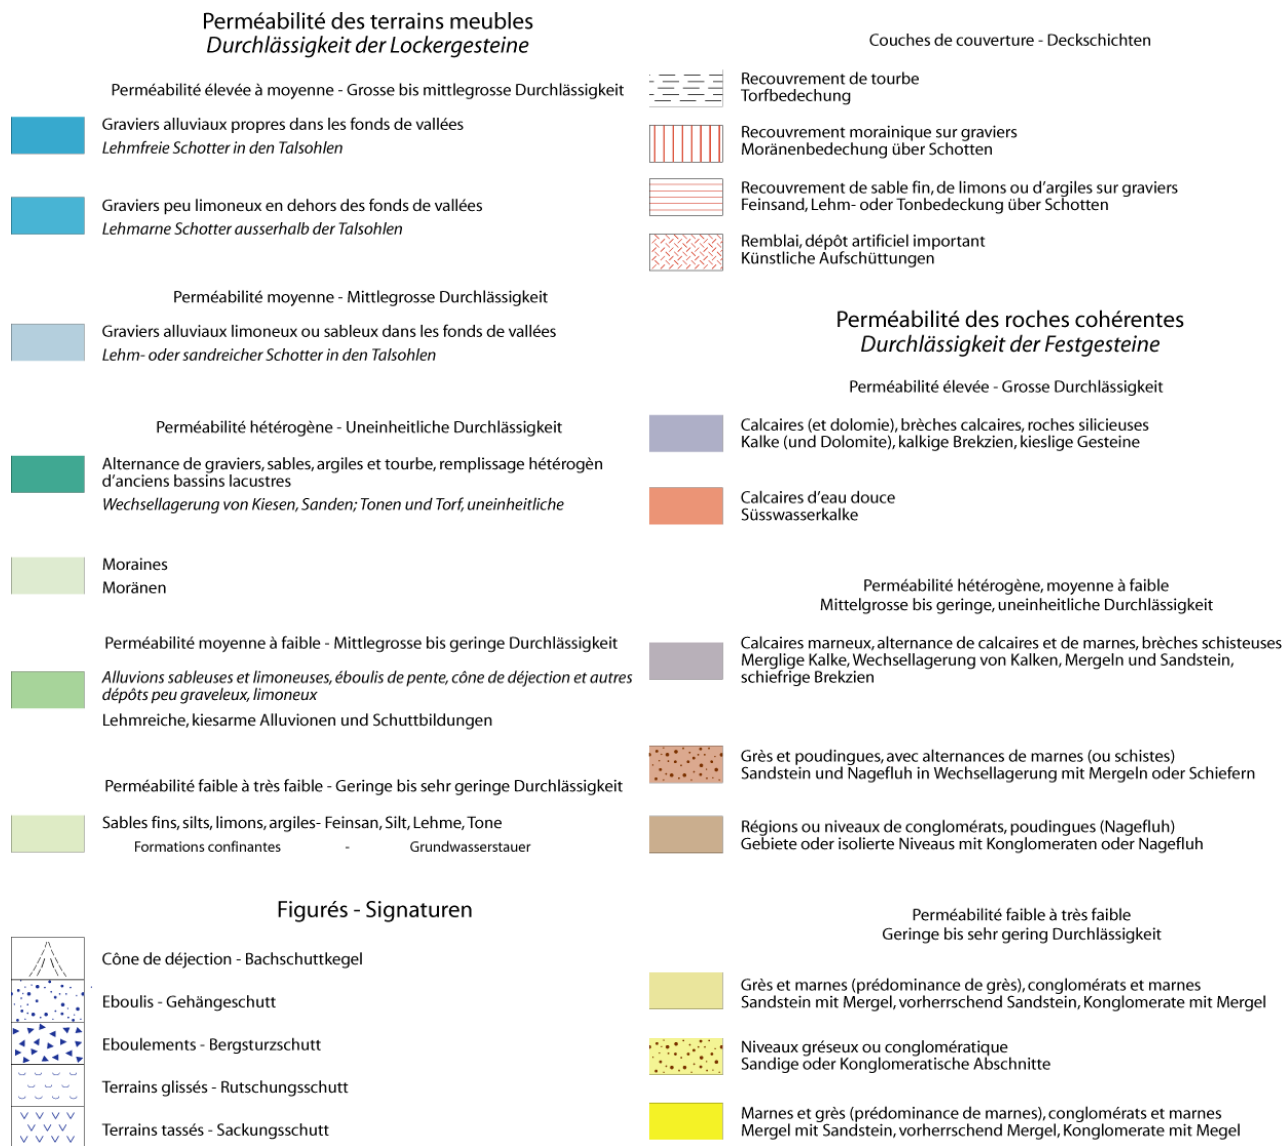 Perméabilité des terrains meubles
Durchlässigkeit der Lockergesteine
Perméabilité élevée à moyenne - Grosse bis mittlegrosse Durchlässigkeit
Graviers alluviaux propres dans les fonds de vallées
Lehmfreie Schotter in den Talsohlen
Graviers peu limoneux en dehors des fonds de vallées
Lehmarne Schotter ausserhalb der Talsohlen
Perméabilité moyenne - Mittlegrosse Durchlässigkeit
Graviers alluviaux limoneux ou sableux dans les fonds de vallées
Lehm- oder sandreicher Schotter in den Talsohlen
Perméabilité hétérogène - Uneinheitliche Durchlässigkeit
Alternance de graviers, sables, argiles et tourbe, remplissage hétérogèn
d'anciens bassins lacustres
Wechsellagerung von Kiesen, Sanden; Tonen und Torf, uneinheitliche
Moraines
Moränen
Perméabilité moyenne à faible - Mittlegrosse bis geringe Durchlässigkeit
Alluvions sableuses et limoneuses, éboulis de pente, cône de déjection et autres
dépôts peu graveleux, limoneux
Lehmreiche, kiesarme Alluvionen und Schuttbildungen
Perméabilité faible à très faible - Geringe bis sehr geringe Durchlässigkeit
Sables fins, silts, limons, argiles- Feinsan, Silt, Lehme, Tone
Formations confinantes - Grundwasserstauer
Figurés - Signaturen
Cône de déjection - Bachschuttkegel
Eboulis - Gehängeschutt
Eboulements - Bergsturzschutt
Terrains glissés - Rutschungsschutt
Terrains tassés - Sackungsschutt
Couches de couverture - Deckschichten
Recouvrement de tourbe
Torfbedechung
Recouvrement morainique sur graviers
Moränenbedechung über Schotten
Recouvrement de sable fin, de limons ou d'argiles sur graviers
Feinsand, Lehm- oder Tonbedeckung über Schotten
Remblai, dépôt artificiel important
Künstliche Aufschüttungen
Perméabilité des roches cohérentes
Durchlässigkeit der Festgesteine
Perméabilité élevée - Grosse Durchlässigkeit
Calcaires (et dolomie), brèches calcaires, roches silicieuses
Kalke (und Dolomite), kalkige Brekzien, kieslige Gesteine
Calcaires d'eau douce
Süsswasserkalke
Perméabilité hétérogène, moyenne à faible
Mittelgrosse bis geringe, uneinheitliche Durchlässigkeit
Calcaires marneux, alternance de calcaires et de marnes, brèches schisteuses
Merglige Kalke, Wechsellagerung von Kalken, Mergeln und Sandstein,
schiefrige Brekzien
Grès et poudingues, avec alternances de marnes (ou schistes)
Sandstein und Nagefluh in Wechsellagerung mit Mergeln oder Schiefern
Régions ou niveaux de conglomérats, poudingues (Nagefluh)
Gebiete oder isolierte Niveaus mit Konglomeraten oder Nagefluh
Perméabilité faible à très faible
Geringe bis sehr gering Durchlässigkeit
Grès et marnes (prédominance de grès), conglomérats et marnes
Sandstein mit Mergel, vorherrschend Sandstein, Konglomerate mit Mergel
Niveaux gréseux ou conglomératique
Sandige oder Konglomeratische Abschnitte
Marnes et grès (prédominance de marnes), conglomérats et marnes
Mergel mit Sandstein, vorherrschend Mergel, Konglomerate mit Megel